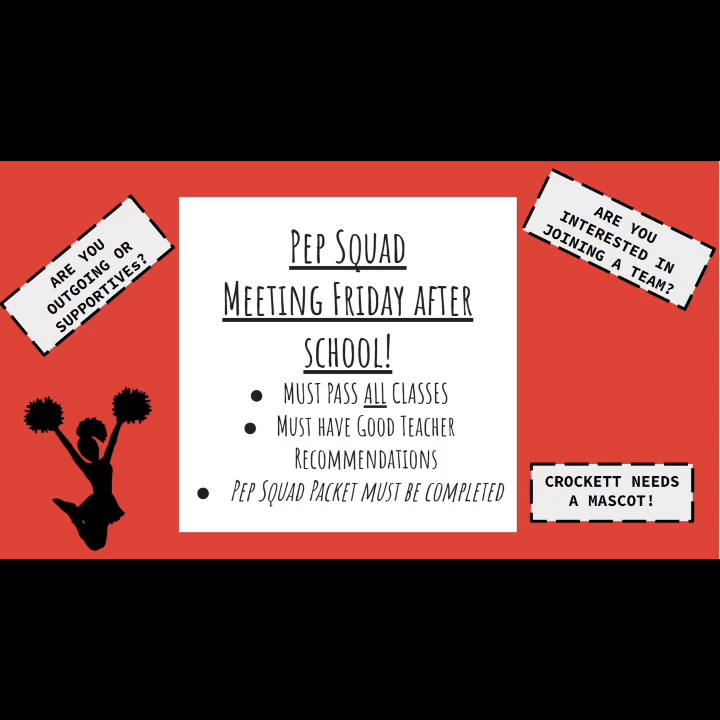 Pep Squad
Meeting Friday after
school!
● Must pass all classes
● Must have Good Teacher
Recommendations
● Pep Squad Packet must be completed
ARE YOU
OUTGOING OR
SUPPORTIVEs?
ARE YOU
INTERESTED IN
JOINING A TEAM?
CROCKETT NEEDS
A MASCOT!